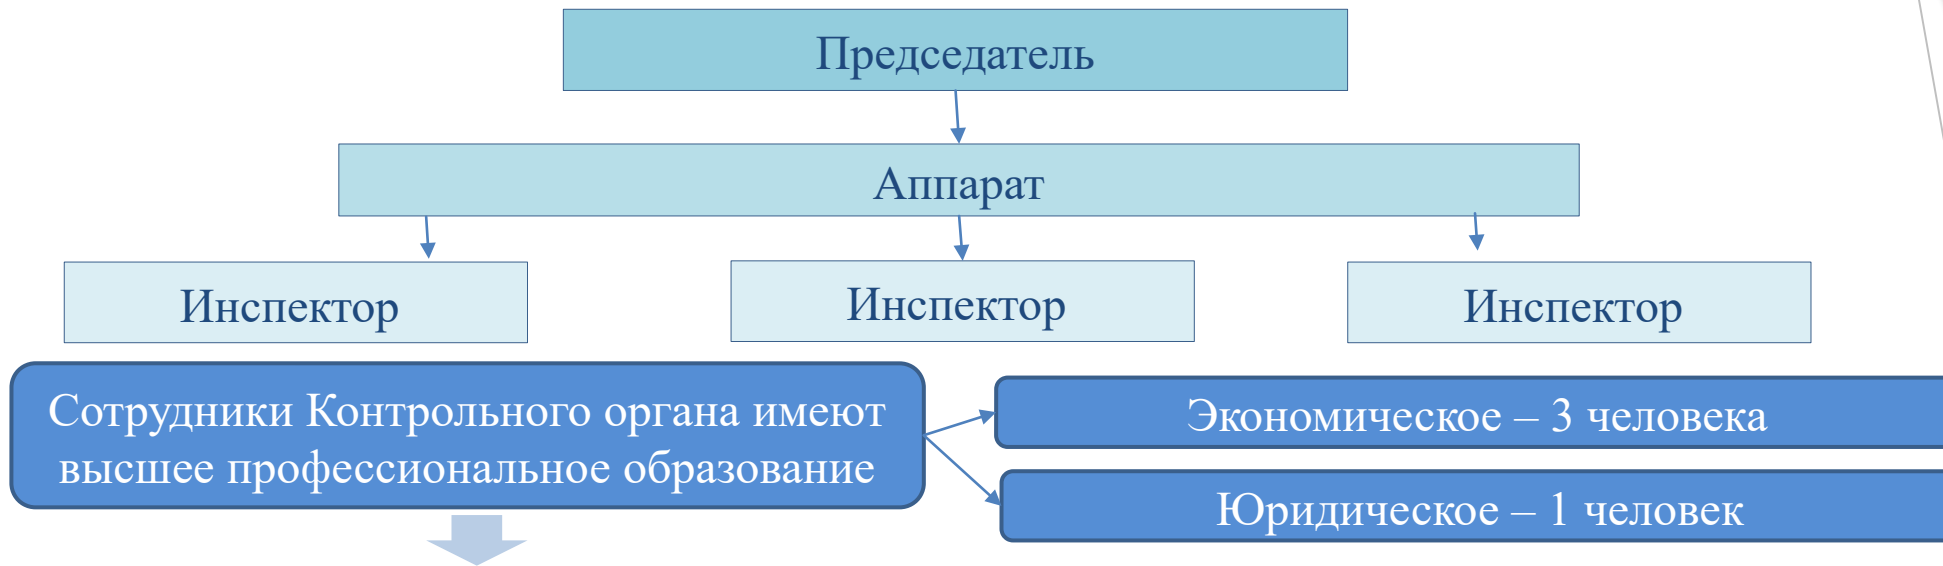 Председатель
Аппарат
Инспектор
Инспектор
Инспектор
Сотрудники Контрольного органа имеют
высшее профессиональное образование
Экономическое – 3 человека
Юридическое – 1 человек